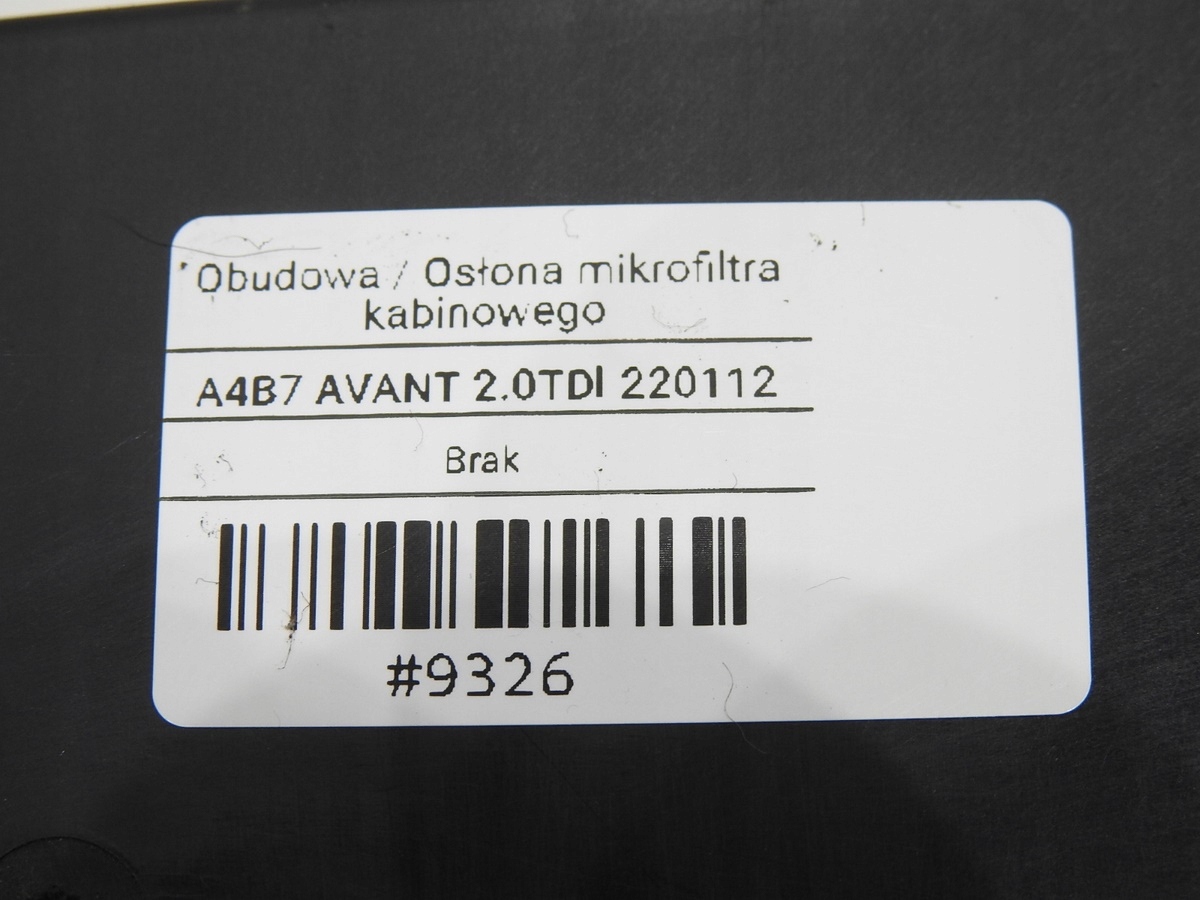 Obudowa / Osłona mikrofiltra
kabinowego
A4B7 AVANT 2.0TDI 220112
Brak
#9326